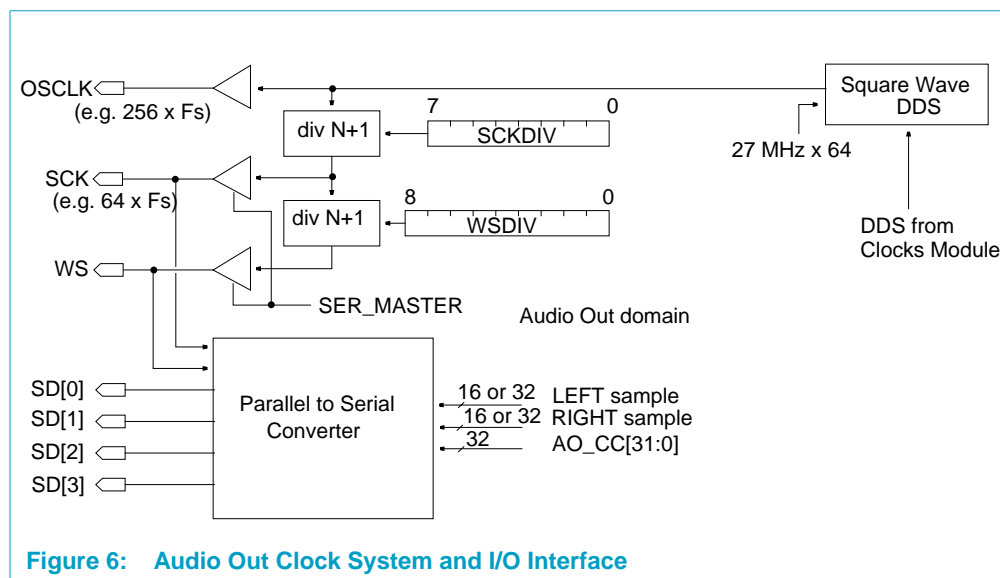 OSCLK
(e.g. 256 x Fs)
Square Wave
DDS
7 0
div N+1
SCKDIV
27 MHz x 64
SCK
(e.g. 64 x Fs)
8 0
div N+1
WSDIV
DDS from
Clocks Module
WS
SER_MASTER
Audio Out domain
SD[0]
SD[1]
SD[2]
SD[3]
Parallel to Serial
Converter
16 or 32 LEFT sample
16 or 32 RIGHT sample
32 AO_CC[31:0]
Figure 6: Audio Out Clock System and I/O Interface